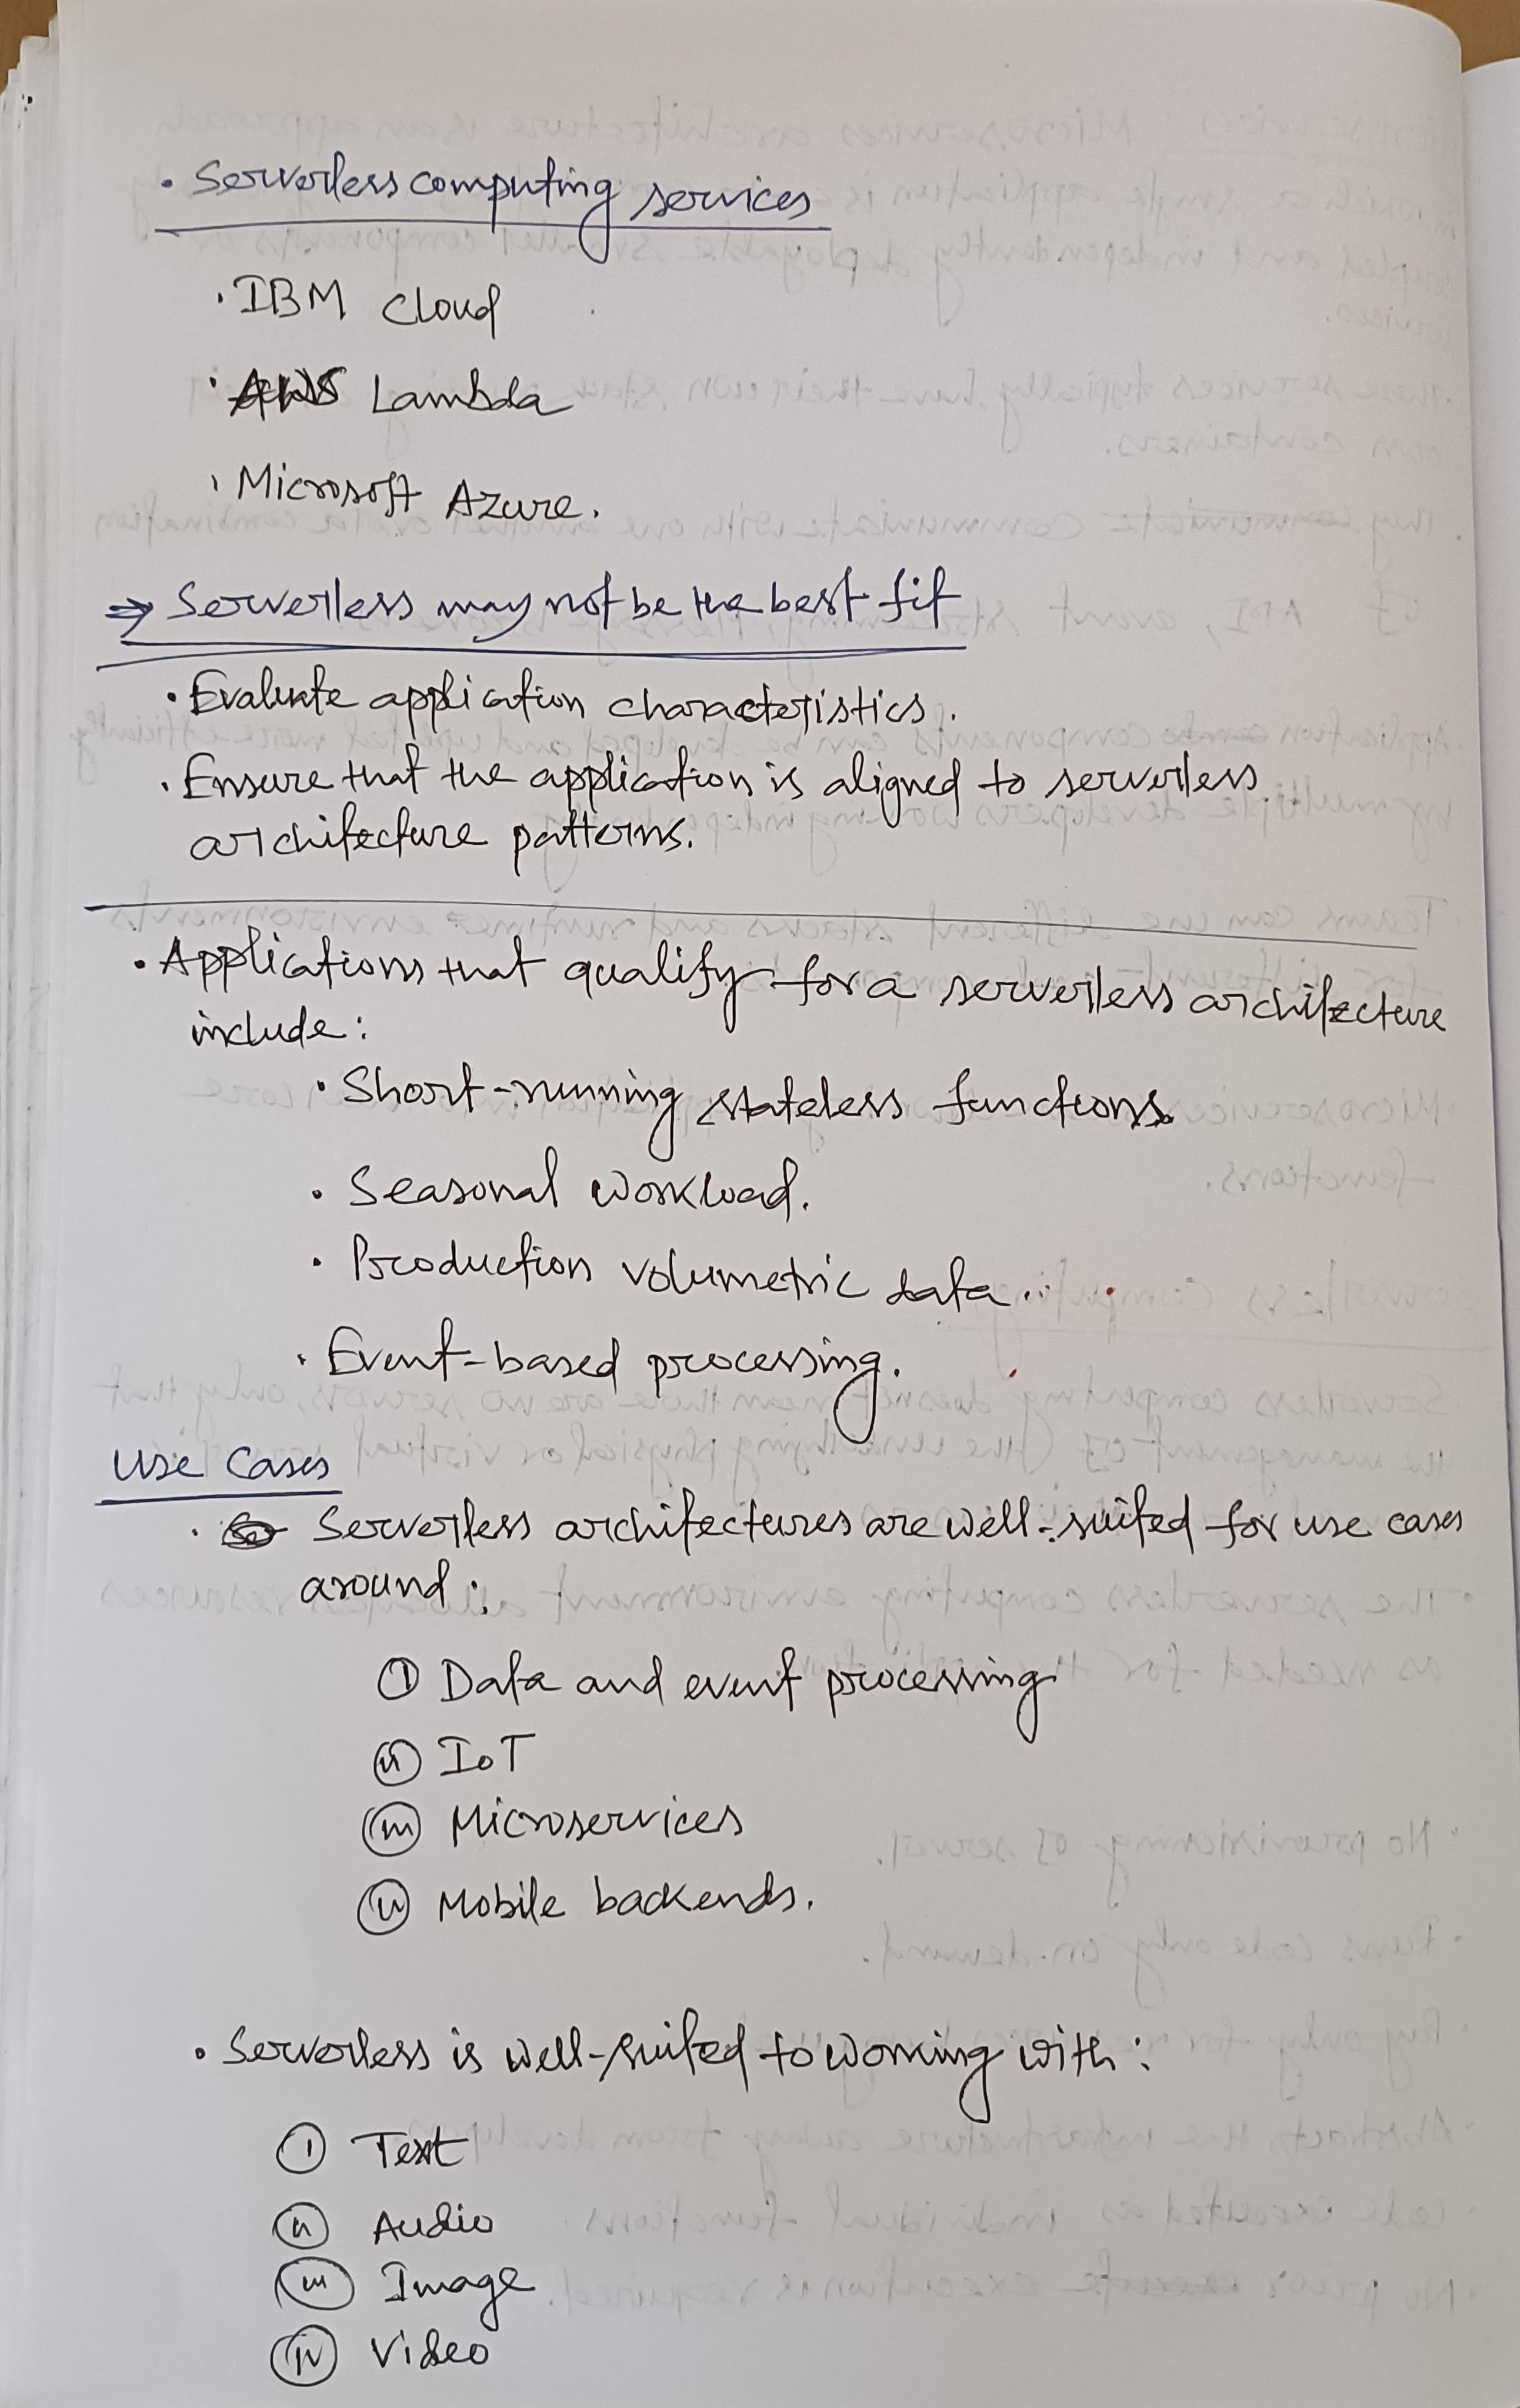 • Serverless computing services
• IBM Cloud
• AWS Lambda
• Microsoft Azure.
⇒ Serverless may not be the best fit
• Evaluate application characteristics.
• Ensure that the application is aligned to serverless
architecture patterns.
• Applications that qualify for a serverless architecture
include:
• Short-running stateless functions.
• Seasonal workload.
• Production volumetric data...
• Event-based processing.
Use Cases
• Serverless architectures are well-suited for use cases
around:
(i) Data and event processing
(ii) IoT
(iii) Microservices
(iv) Mobile backends.
• Serverless is well-suited to working with:
(i) Text
(ii) Audio
(iii) Image
(iv) Video